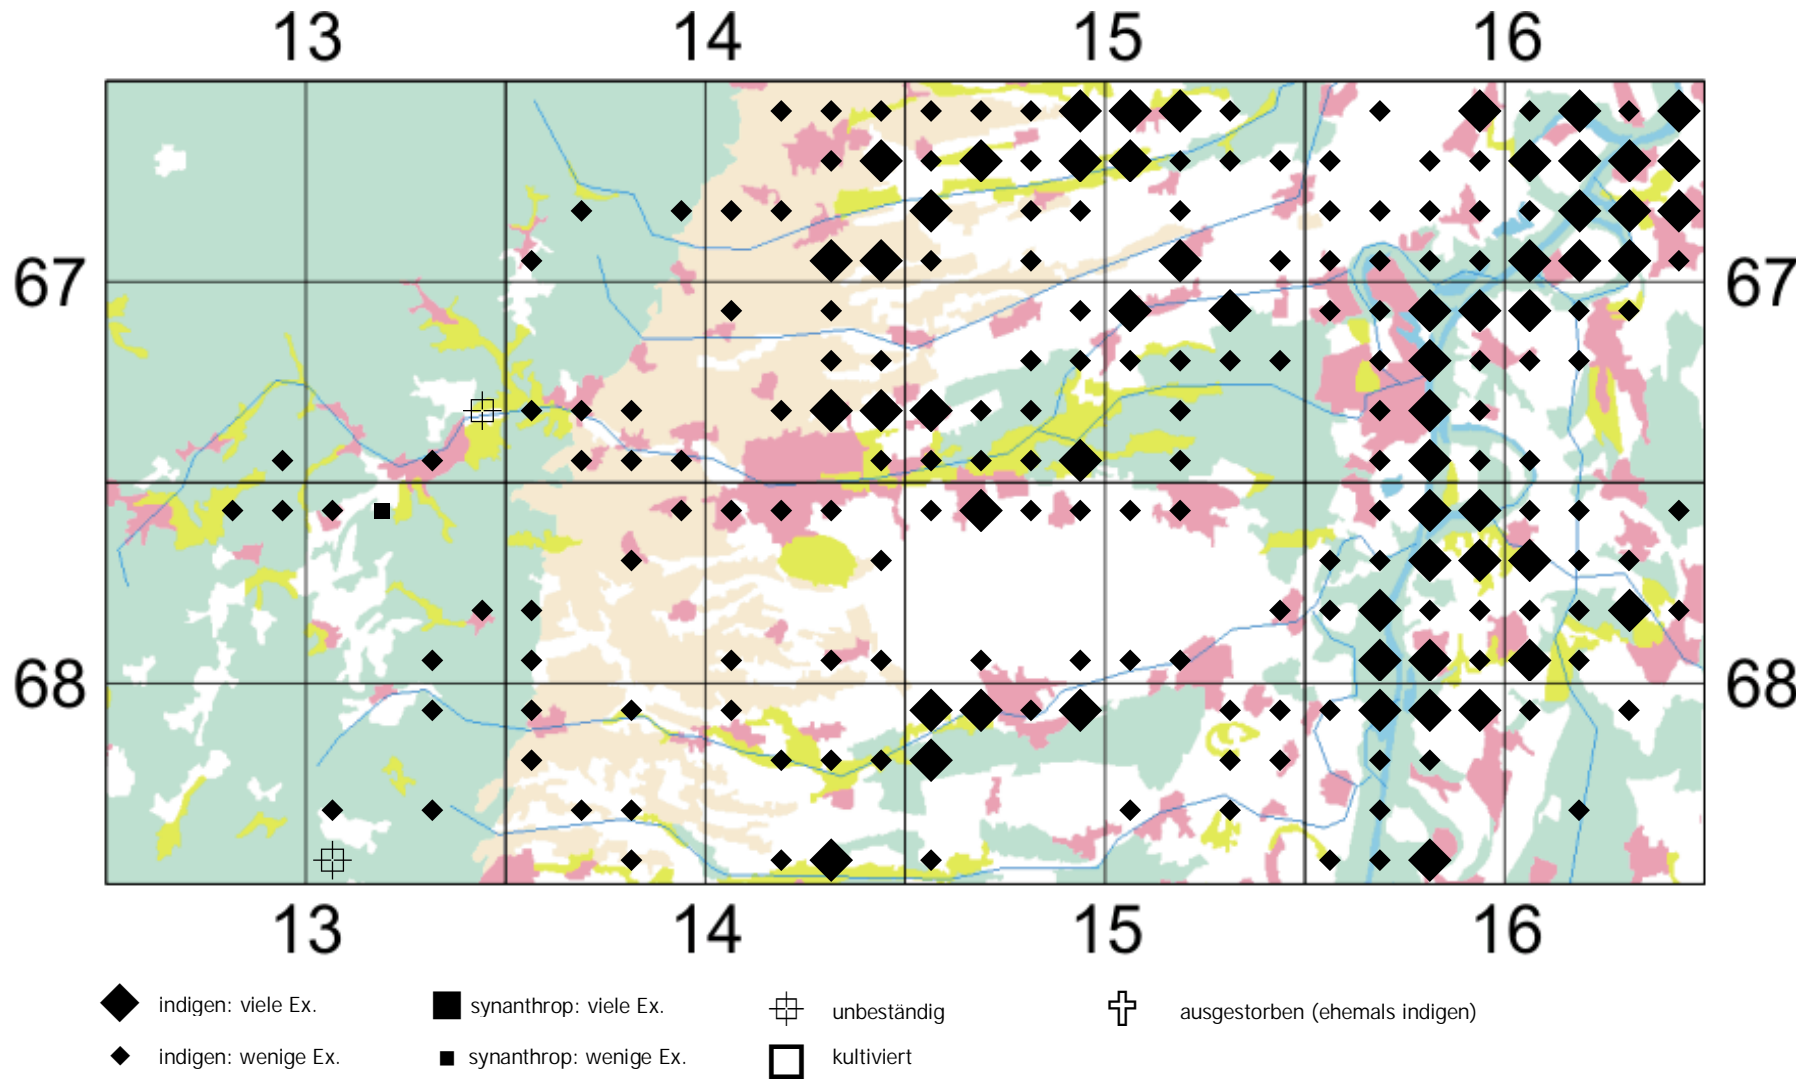 13 14 15 16
67 67
68 68
13 14 15 16
indigen: viele Ex. synanthrop: viele Ex. unbeständig ausgestorben (ehemals indigen)
indigen: wenige Ex. synanthrop: wenige Ex. kultiviert